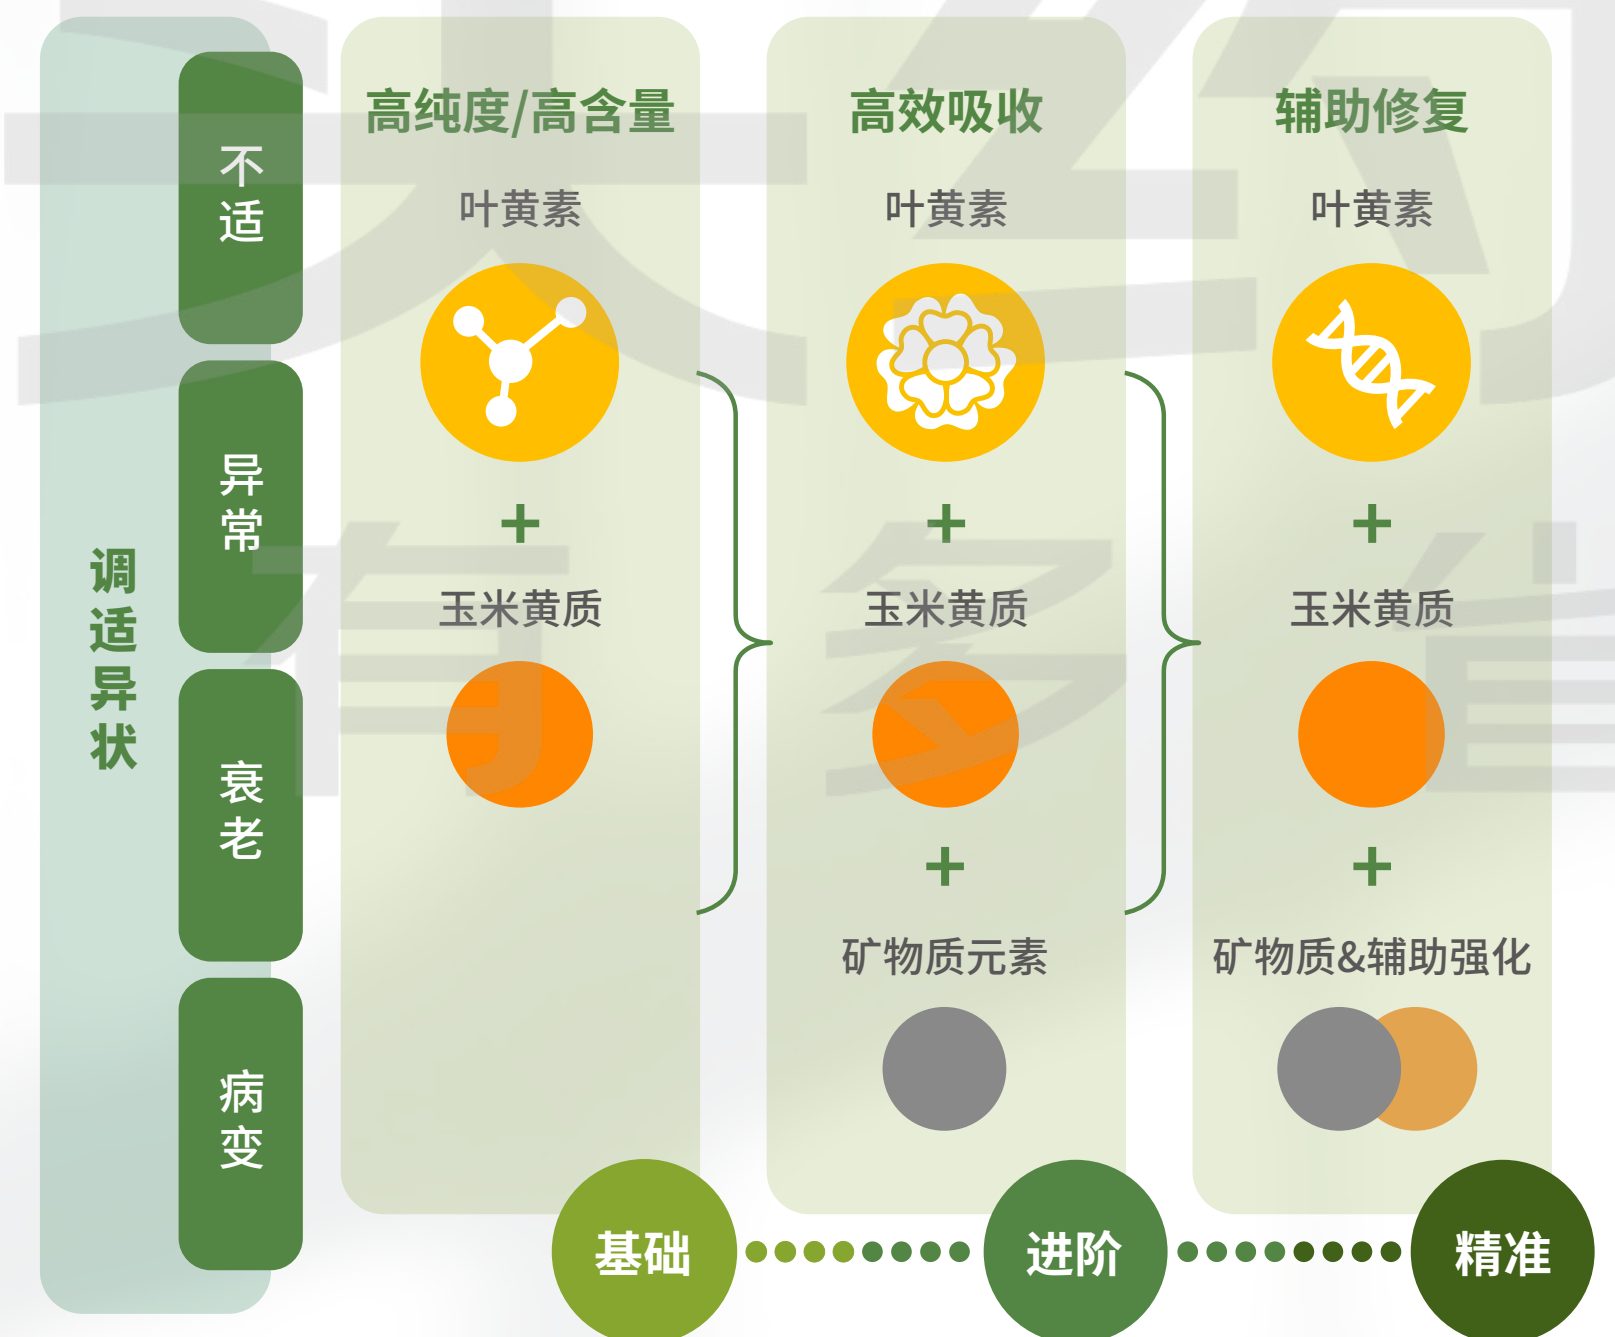 调适异状
不适
异常
衰老
病变
高纯度/高含量
叶黄素
+
玉米黄质
高效吸收
叶黄素
+
玉米黄质
+
矿物质元素
辅助修复
叶黄素
+
玉米黄质
+
矿物质&辅助强化
基础
进阶
精准